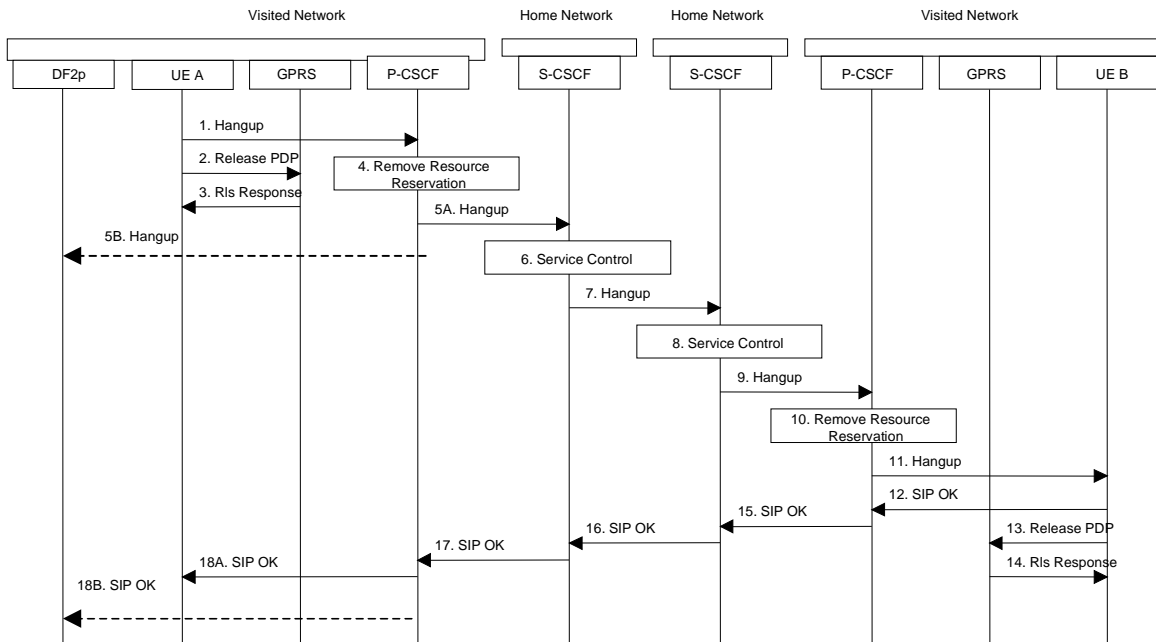 Visited Network
Home Network
Home Network
Visited Network
DF2p
UE A
GPRS
P-CSCF
S-CSCF
S-CSCF
P-CSCF
GPRS
UE B
1. Hangup
2. Release PDP
4. Remove Resource
Reservation
3. Rls Response
5A. Hangup
5B. Hangup
6. Service Control
7. Hangup
8. Service Control
9. Hangup
10. Remove Resource
Reservation
11. Hangup
12. SIP OK
15. SIP OK
13. Release PDP
16. SIP OK
17. SIP OK
14. Rls Response
18A. SIP OK
18B. SIP OK